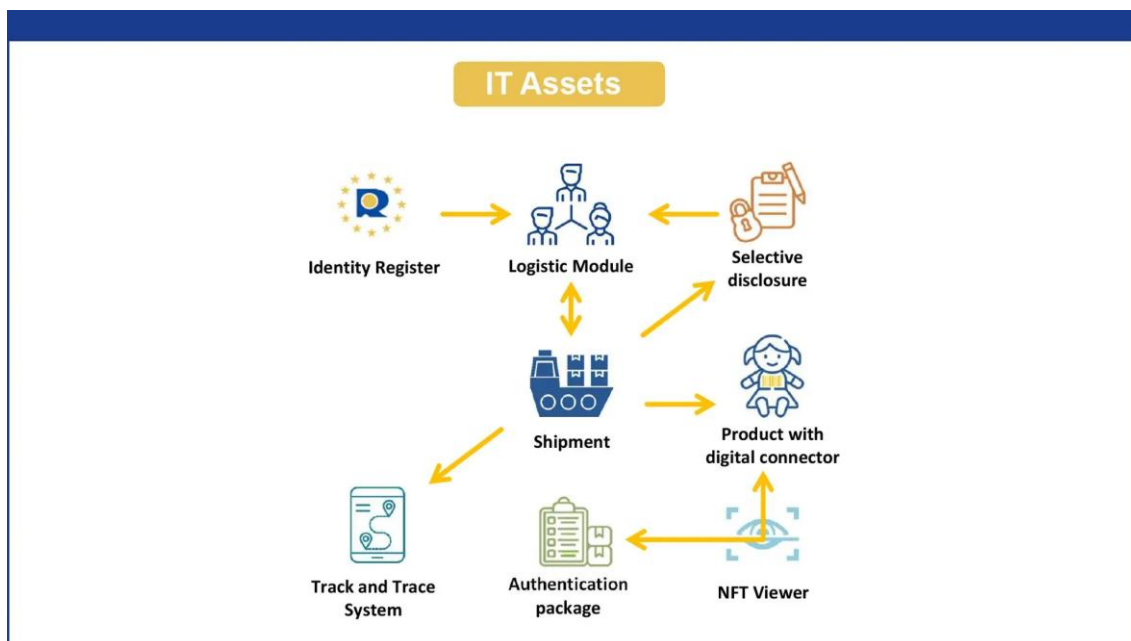 IT Assets
Identity Register
Logistic Module
Selective
disclosure
Shipment
Product with
digital connector
Track and Trace
System
Authentication
package
NFT Viewer